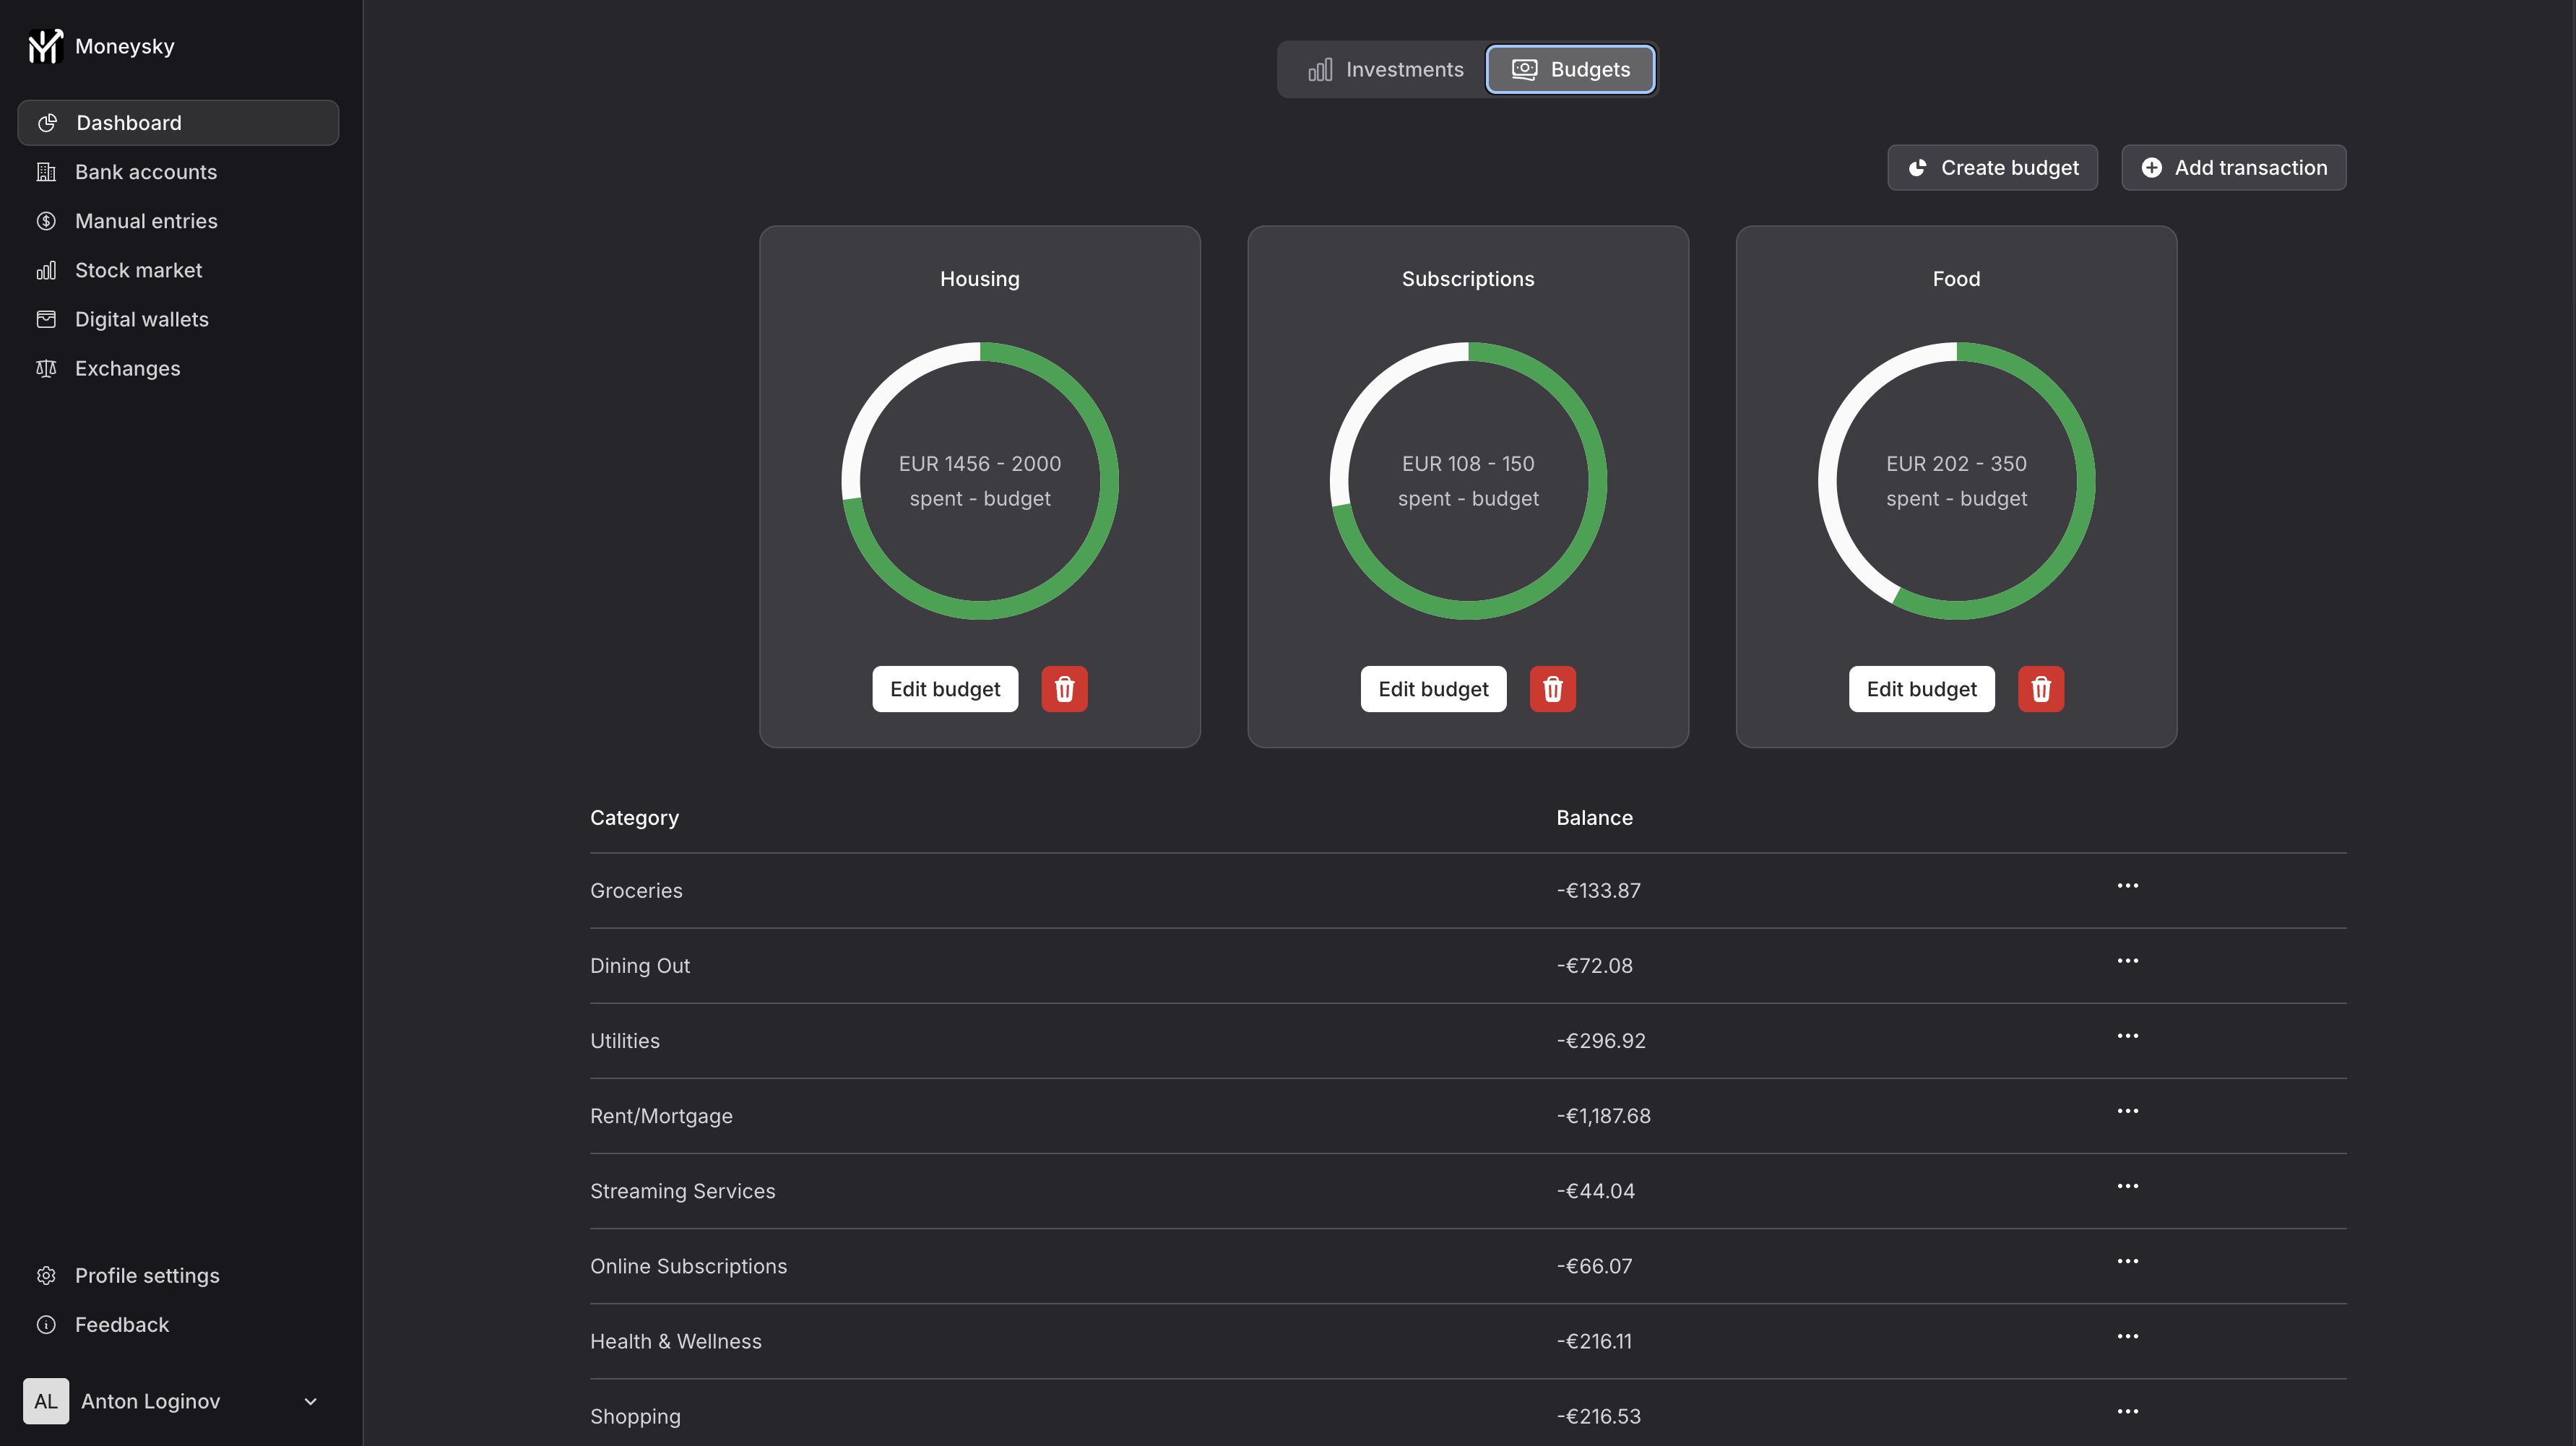 Moneysky
Dashboard
Bank accounts
Manual entries
Stock market
Digital wallets
Exchanges
Profile settings
Feedback
AL Anton Loginov
Investments Budgets
Create budget Add transaction
Housing
EUR 1456 - 2000
spent - budget
Edit budget
Subscriptions
EUR 108 - 150
spent - budget
Edit budget
Food
EUR 202 - 350
spent - budget
Edit budget
Category Balance
Groceries -€133.87
Dining Out -€72.08
Utilities -€296.92
Rent/Mortgage -€1,187.68
Streaming Services -€44.04
Online Subscriptions -€66.07
Health & Wellness -€216.11
Shopping -€216.53